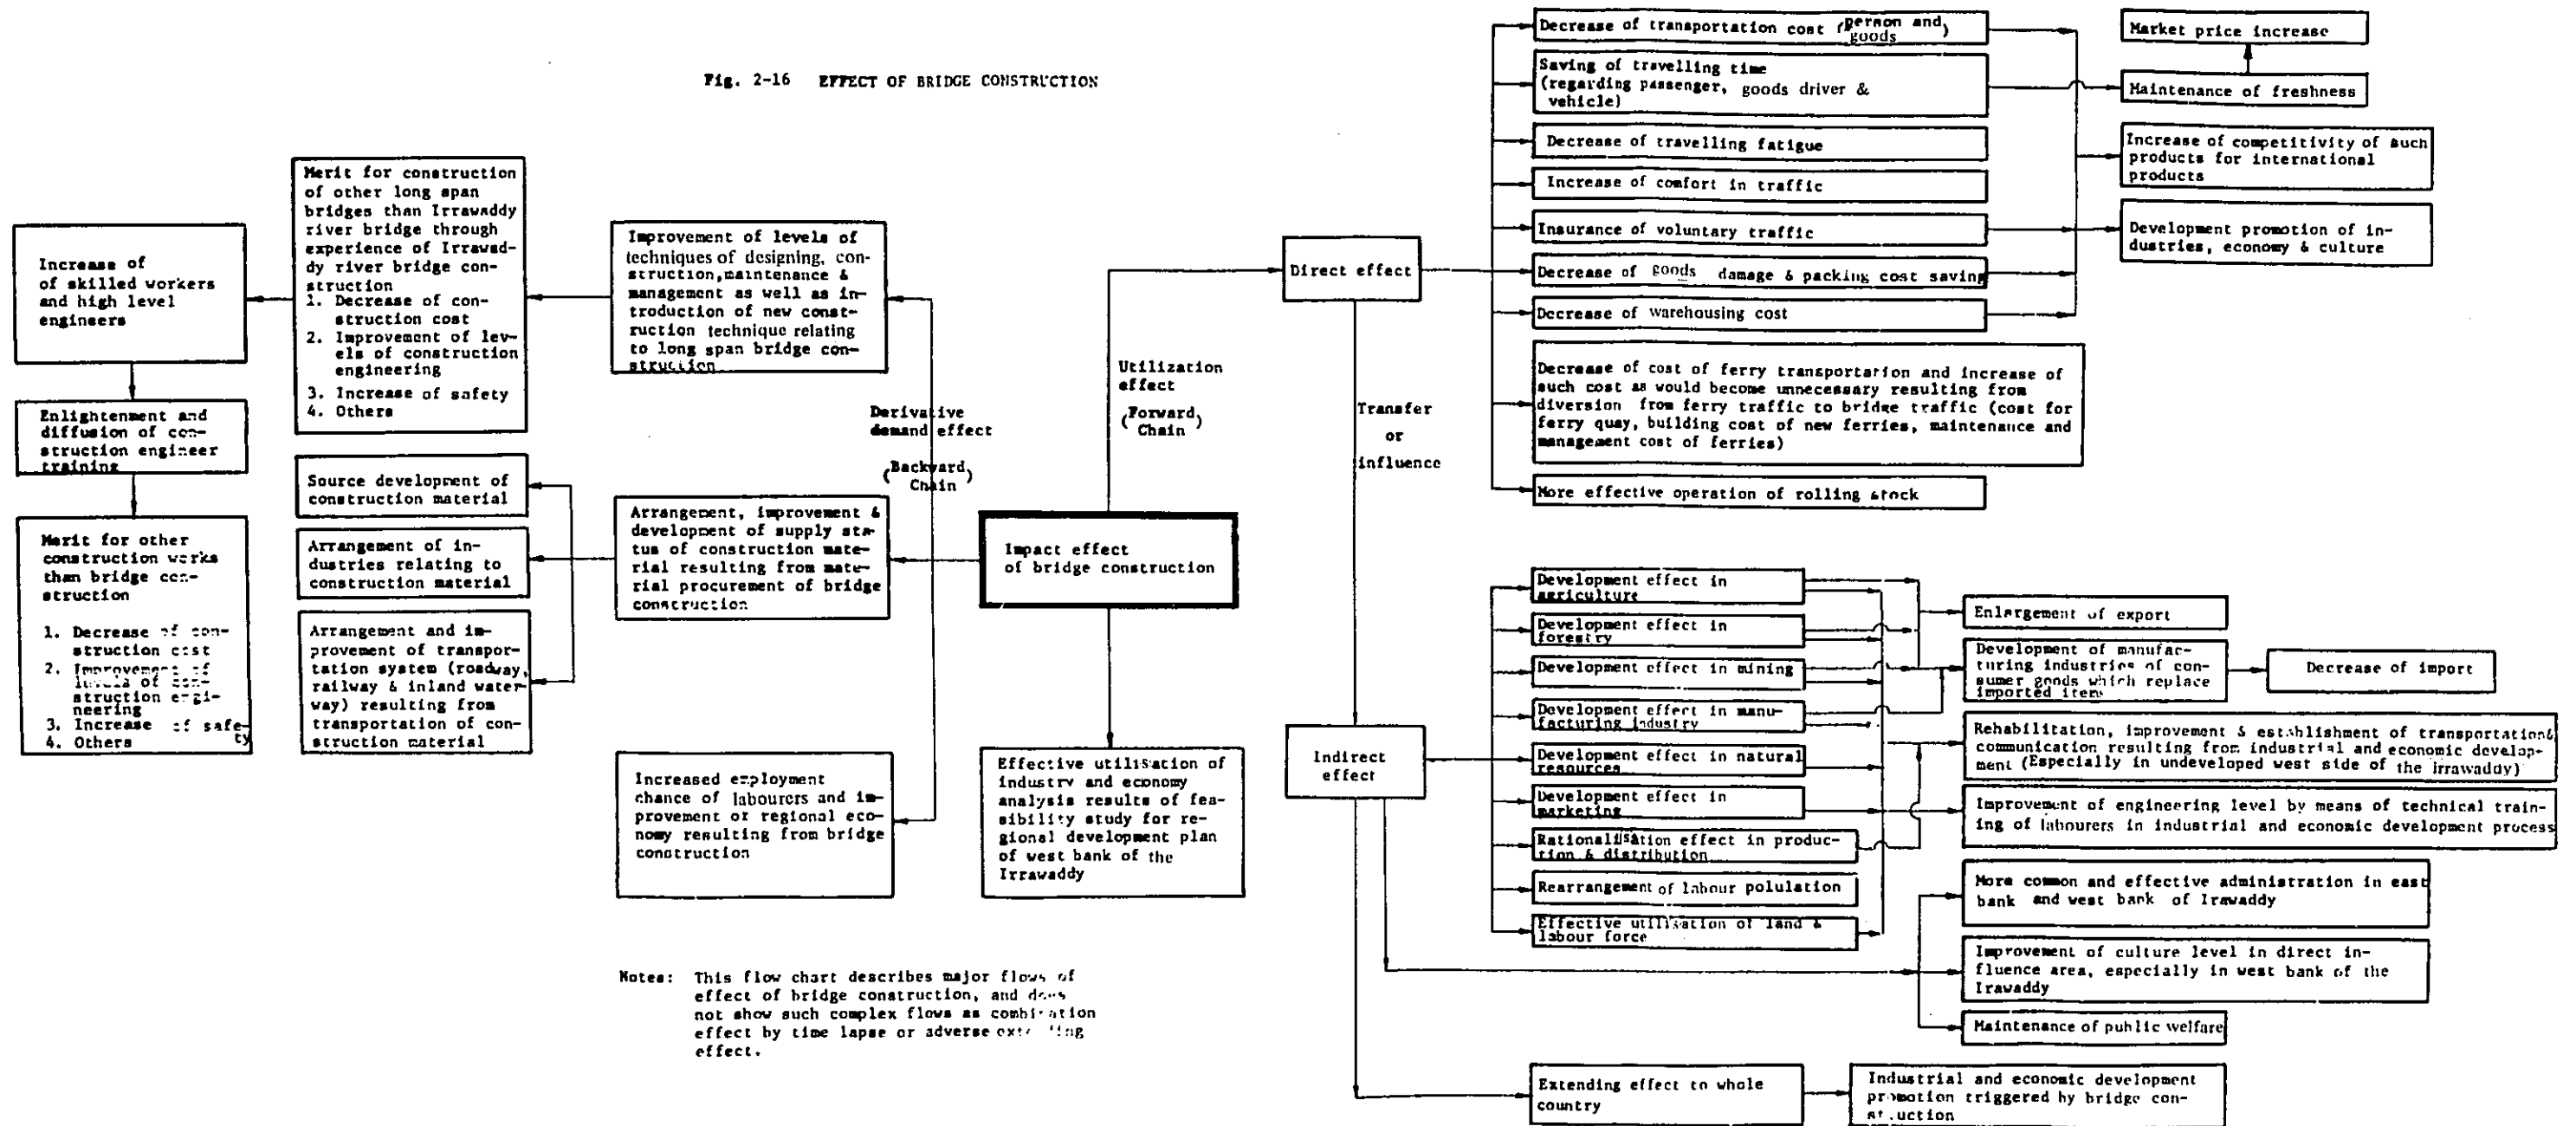 Fig. 2-16 EFFECT OF BRIDGE CONSTRUCTION
Increase of
of skilled workers
and high level
engineers
Enlightenment and
diffusion of con-
struction engineer
training
Merit for other
construction works
than bridge con-
struction
1. Decrease of con-
struction cost
2. Improvement of
levels of con-
struction engi-
neering
3. Increase of safe-
ty
4. Others
Merit for construction
of other long span
bridges than Irrawaddy
river bridge through
experience of Irrawad-
dy river bridge con-
struction
1. Decrease of con-
struction cost
2. Improvement of lev-
els of construction
engineering
3. Increase of safety
4. Others
Source development of
construction material
Arrangement of in-
dustries relating to
construction material
Arrangement and im-
provement of transpor-
tation system (roadway,
railway & inland water-
way) resulting from
transportation of con-
struction material
Improvement of levels of
techniques of designing, con-
struction, maintenance &
management as well as in-
troduction of new const-
ruction technique relating
to long span bridge con-
struction
Arrangement, improvement &
development of supply sta-
tus of construction mate-
rial resulting from mate-
rial procurement of bridge
construction
Increased employment
chance of labourers and im-
provement of regional eco-
nomy resulting from bridge
construction
Derivative
demand effect
(Backward
Chain)
Utilization
effect
(Forward
Chain)
Impact effect
of bridge construction
Effective utilisation of
industry and economy
analysis results of fea-
sibility study for re-
gional development plan
of west bank of the
Irrawaddy
Notes: This flow chart describes major flows of
effect of bridge construction, and does
not show such complex flows as combination
effect by time lapse or adverse extending
effect.
Direct effect
Transfer
or
influence
Indirect
effect
Decrease of transportation cost (person and
goods)
Saving of travelling time
(regarding passenger, goods driver &
vehicle)
Decrease of travelling fatigue
Increase of comfort in traffic
Insurance of voluntary traffic
Decrease of goods damage & packing cost saving
Decrease of warehousing cost
Decrease of cost of ferry transportation and increase of
such cost as would become unnecessary resulting from
diversion from ferry traffic to bridge traffic (cost for
ferry quay, building cost of new ferries, maintenance and
management cost of ferries)
More effective operation of rolling stock
Market price increase
Maintenance of freshness
Increase of competitivity of such
products for international
products
Development promotion of in-
dustries, economy & culture
Development effect in
agriculture
Development effect in
forestry
Development effect in mining
Development effect in manu-
facturing industry
Development effect in natural
resources
Development effect in
marketing
Rationalisation effect in produc-
tion & distribution
Rearrangement of labour polulation
Effective utilisation of land &
labour force
Enlargement of export
Development of manufac-
turing industries of con-
sumer goods which replace
imported items
Decrease of import
Rehabilitation, improvement & establishment of transportation&
communication resulting from industrial and economic develop-
ment (Especially in undeveloped west side of the irrawaddy)
Improvement of engineering level by means of technical train-
ing of labourers in industrial and economic development process
More common and effective administration in east
bank and west bank of Irawaddy
Improvement of culture level in direct in-
fluence area, especially in west bank of the
Irawaddy
Maintenance of public welfare
Extending effect to whole
country
Industrial and economic development
promotion triggered by bridge con-
struction